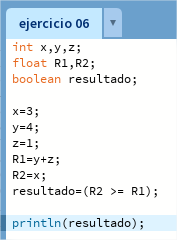 ejercicio 06
int x,y,z;
float R1,R2;
boolean resultado;
x=3;
y=4;
z=1;
R1=y+z;
R2=x;
resultado=(R2 >= R1);
println(resultado);